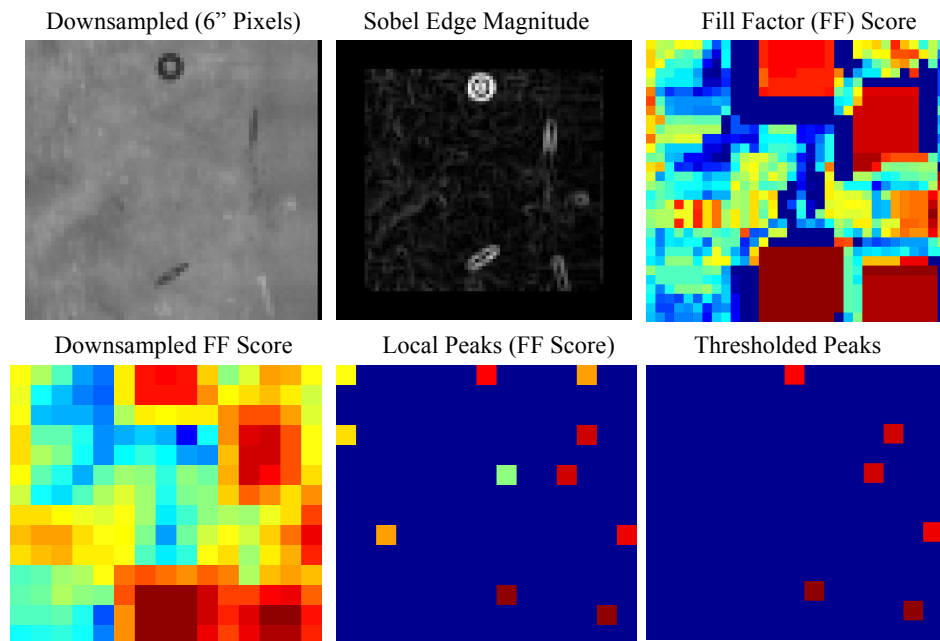 Downsampled (6” Pixels)
Sobel Edge Magnitude
Fill Factor (FF) Score
Downsampled FF Score
Local Peaks (FF Score)
Thresholded Peaks